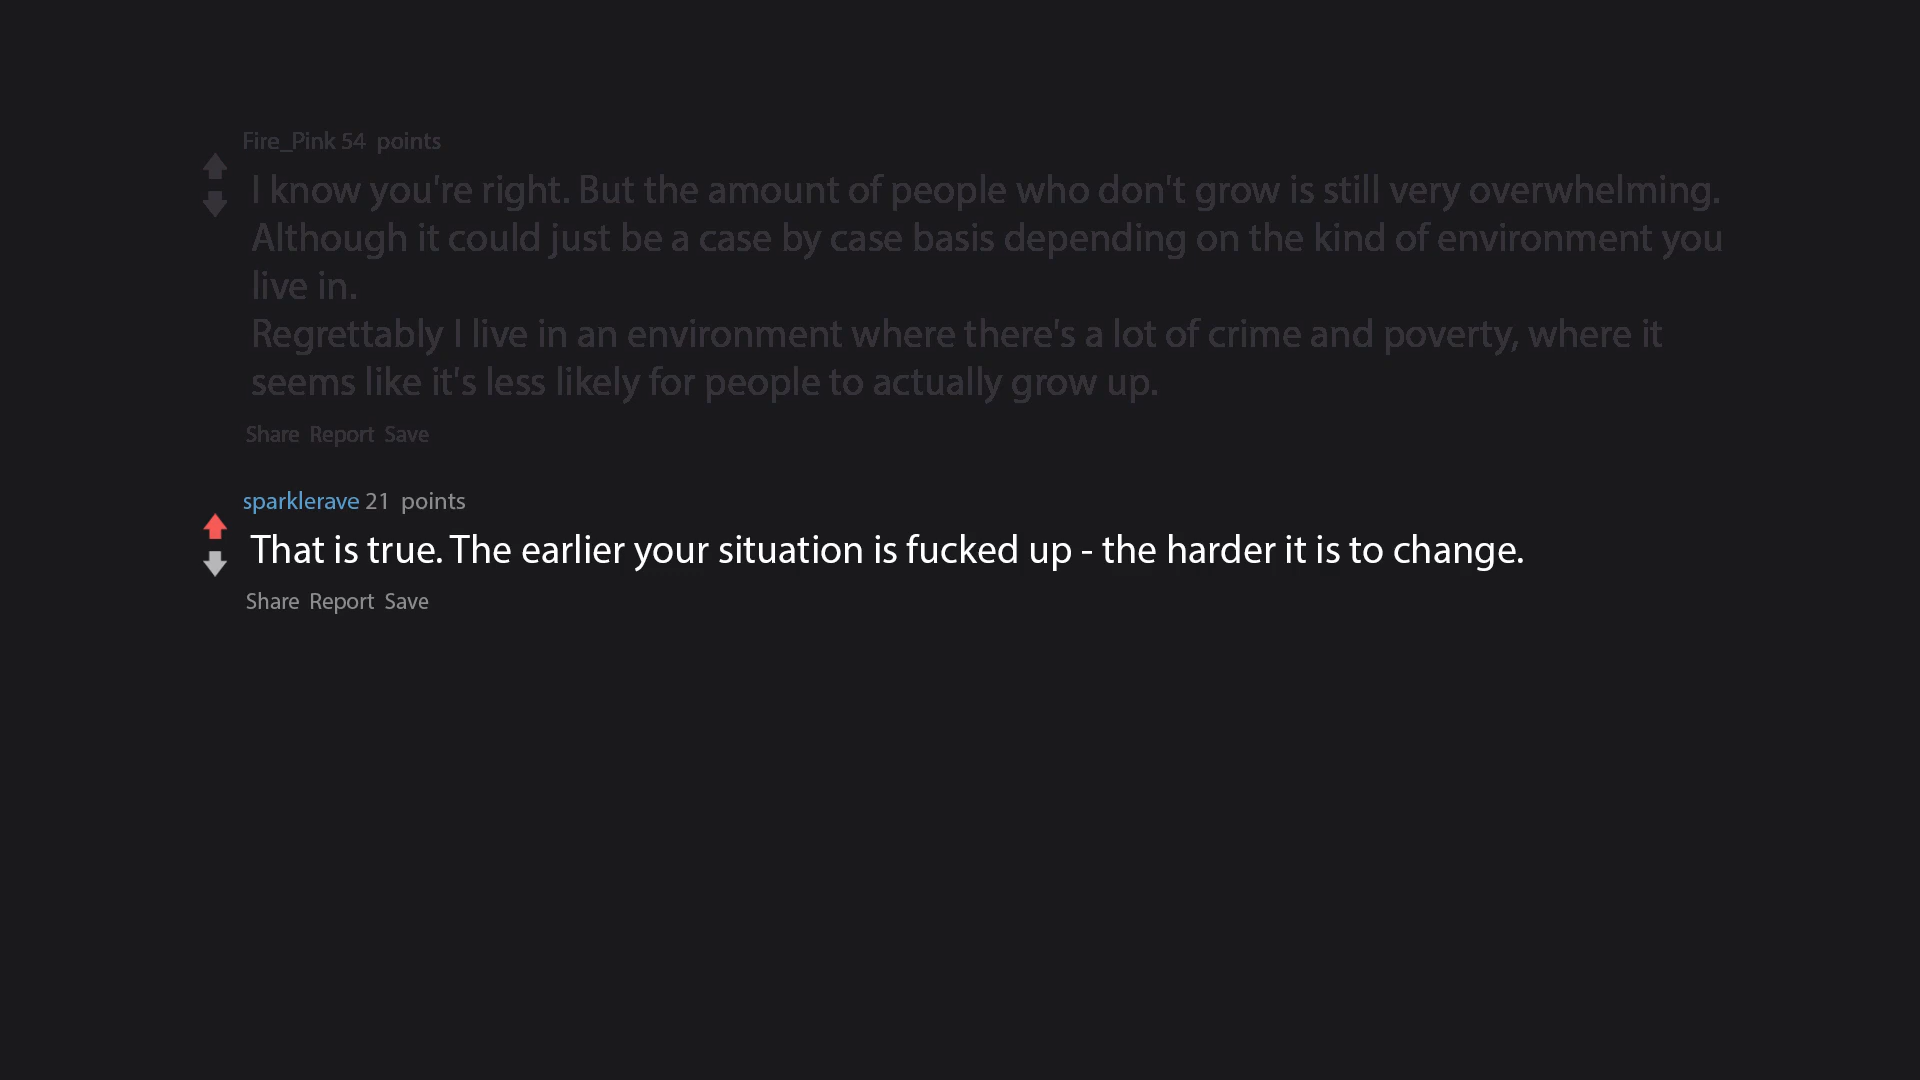 Fire_Pink 54 points
I know you're right. But the amount of people who don't grow is still very overwhelming.
Although it could just be a case by case basis depending on the kind of environment you
live in.
Regrettably I live in an environment where there's a lot of crime and poverty, where it
seems like it's less likely for people to actually grow up.
Share Report Save
sparklerave 21 points
That is true. The earlier your situation is fucked up - the harder it is to change.
Share Report Save